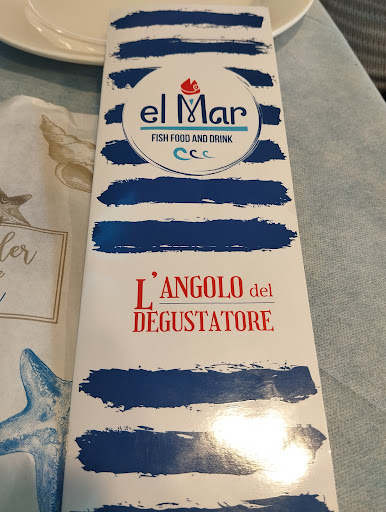 el Mar
FISH FOOD AND DRINK
L'ANGOLO del
DEGUSTATORE